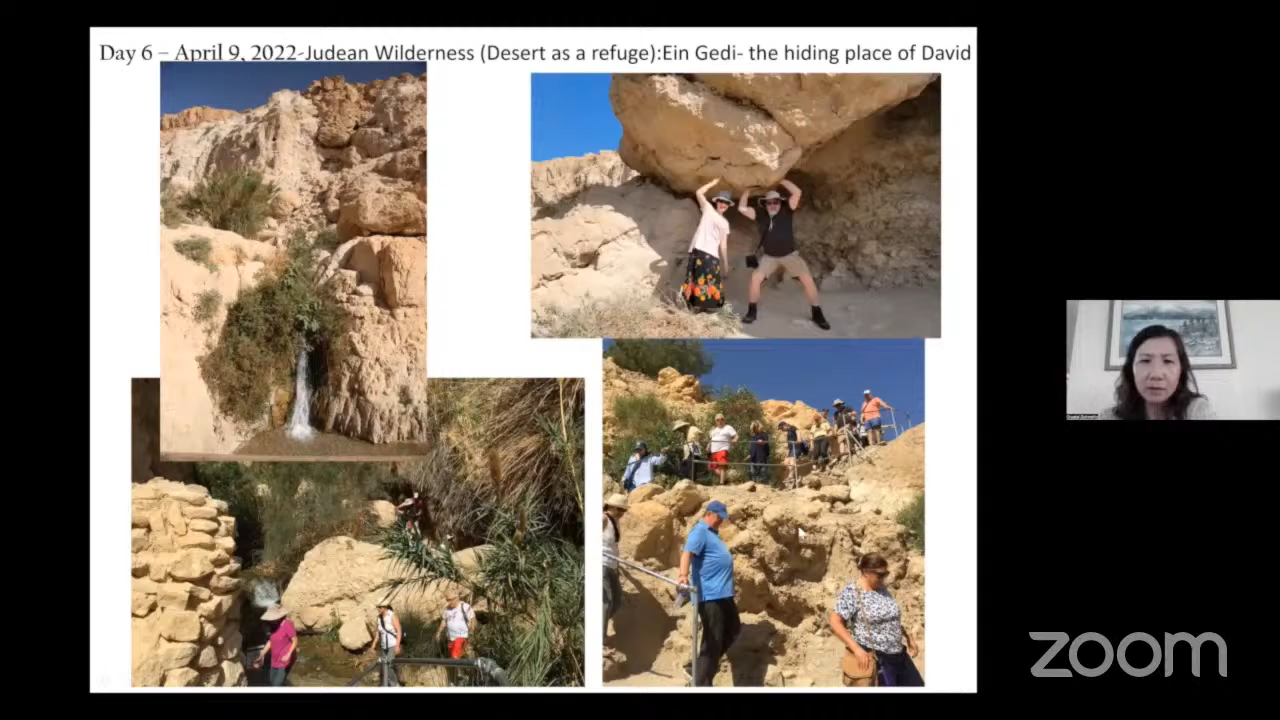 Day 6 – April 9, 2022-Judean Wilderness (Desert as a refuge):Ein Gedi- the hiding place of David
zoom